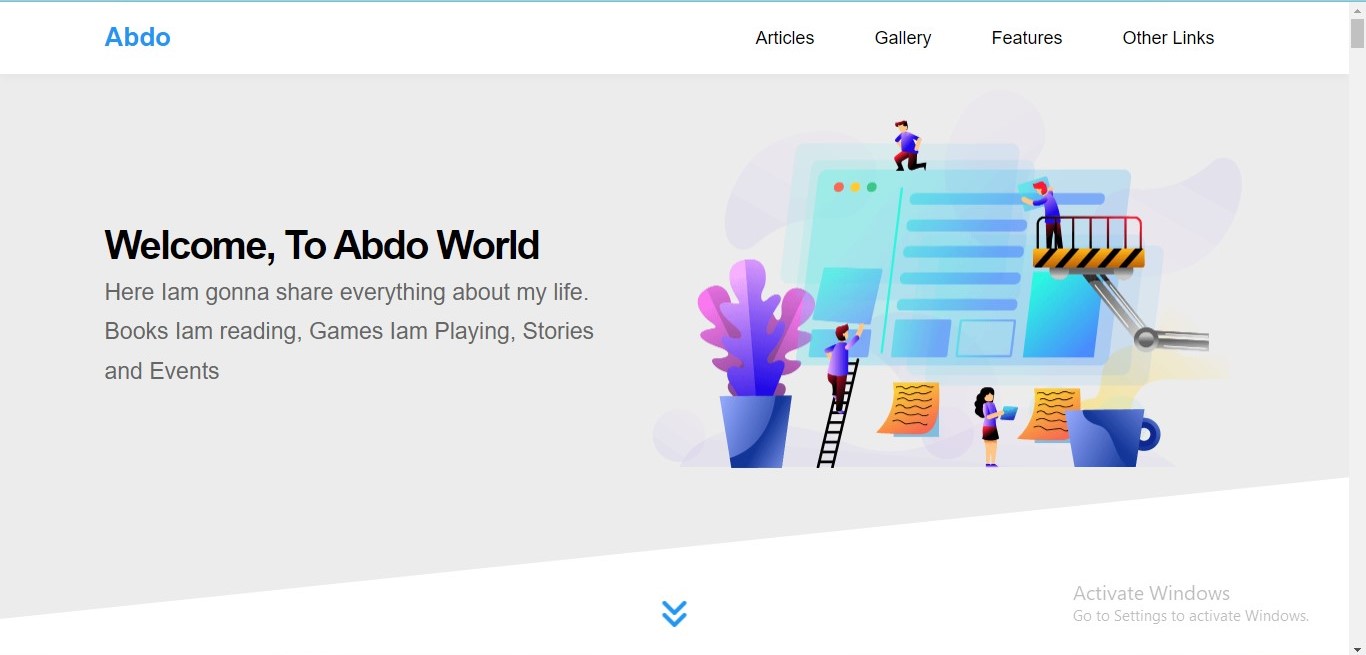 Abdo
Articles
Gallery
Features
Other Links
Welcome, To Abdo World
Here Iam gonna share everything about my life.
Books Iam reading, Games Iam Playing, Stories
and Events
Activate Windows
Go to Settings to activate Windows.